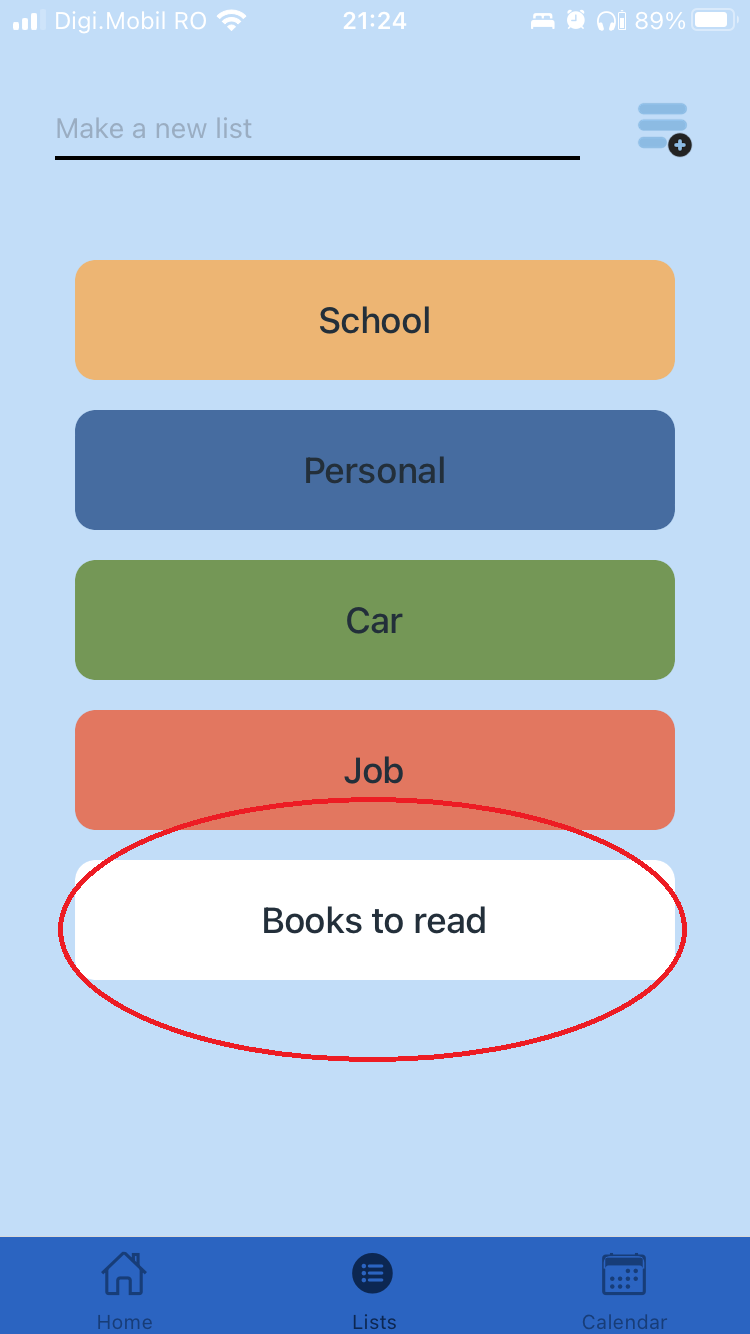 Digi.Mobil RO 21:24 89%
Make a new list
School
Personal
Car
Job
Books to read
Home Lists Calendar